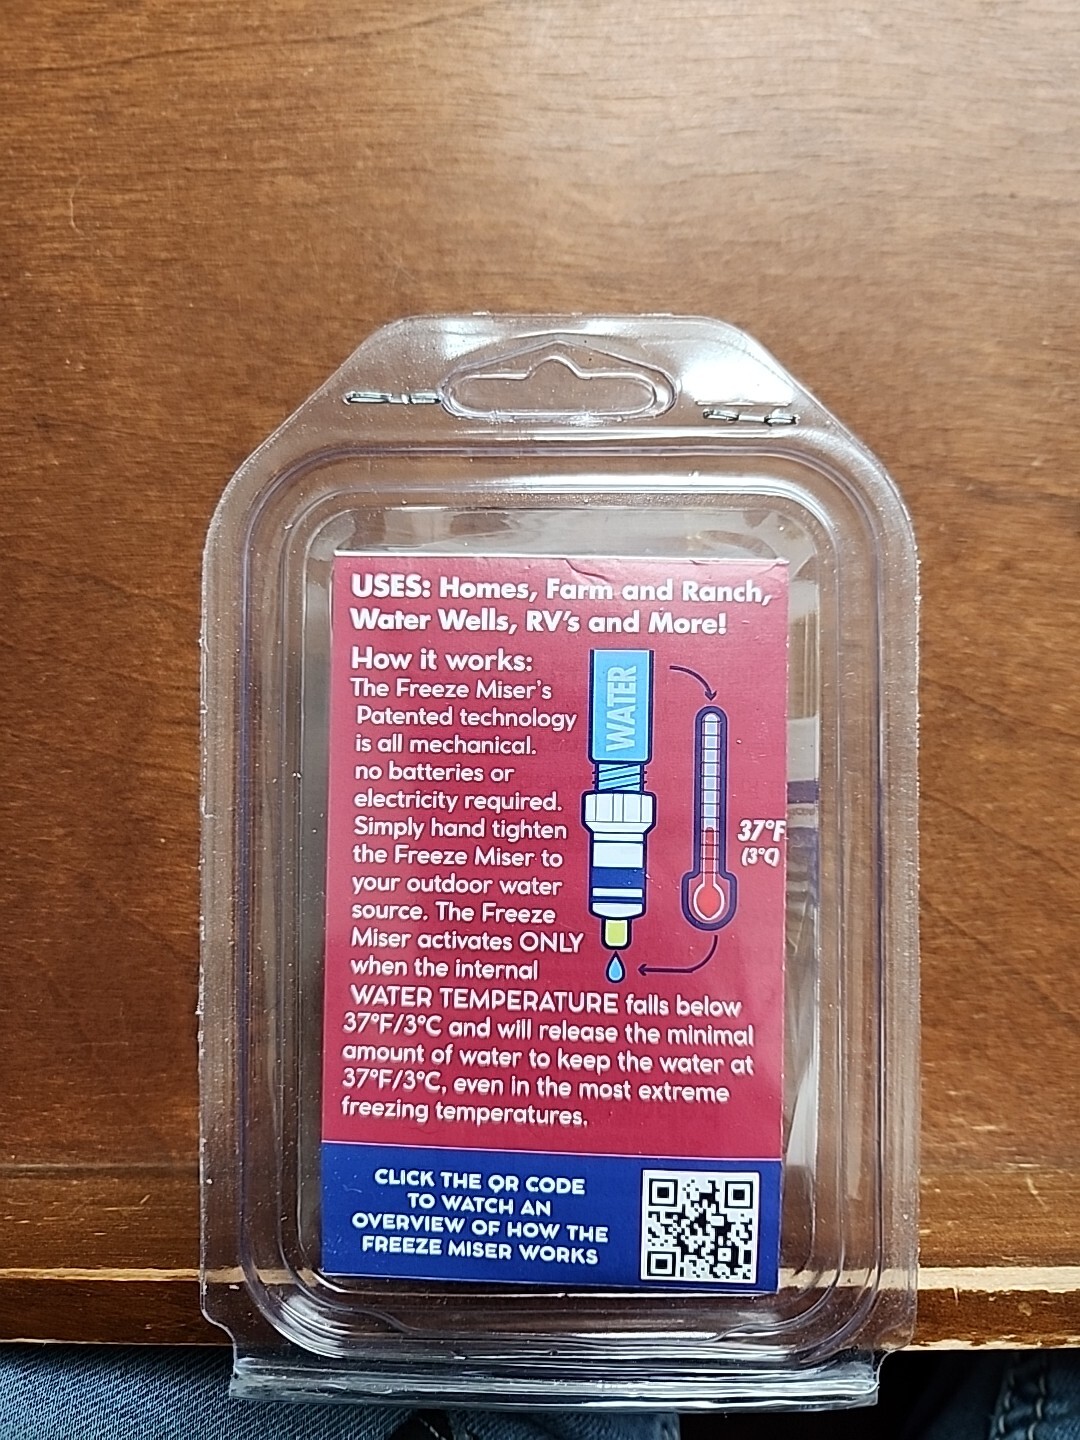 USES: Homes, Farm and Ranch,
Water Wells, RV's and More!
How it works:
The Freeze Miser's
Patented technology
is all mechanical.
no batteries or
electricity required.
Simply hand tighten
the Freeze Miser to
your outdoor water
source. The Freeze
Miser activates ONLY
when the internal
WATER TEMPERATURE falls below
37°F/3°C and will release the minimal
amount of water to keep the water at
37°F/3°C, even in the most extreme
freezing temperatures.
WATER
37°F
(3°C)
CLICK THE QR CODE
TO WATCH AN
OVERVIEW OF HOW THE
FREEZE MISER WORKS